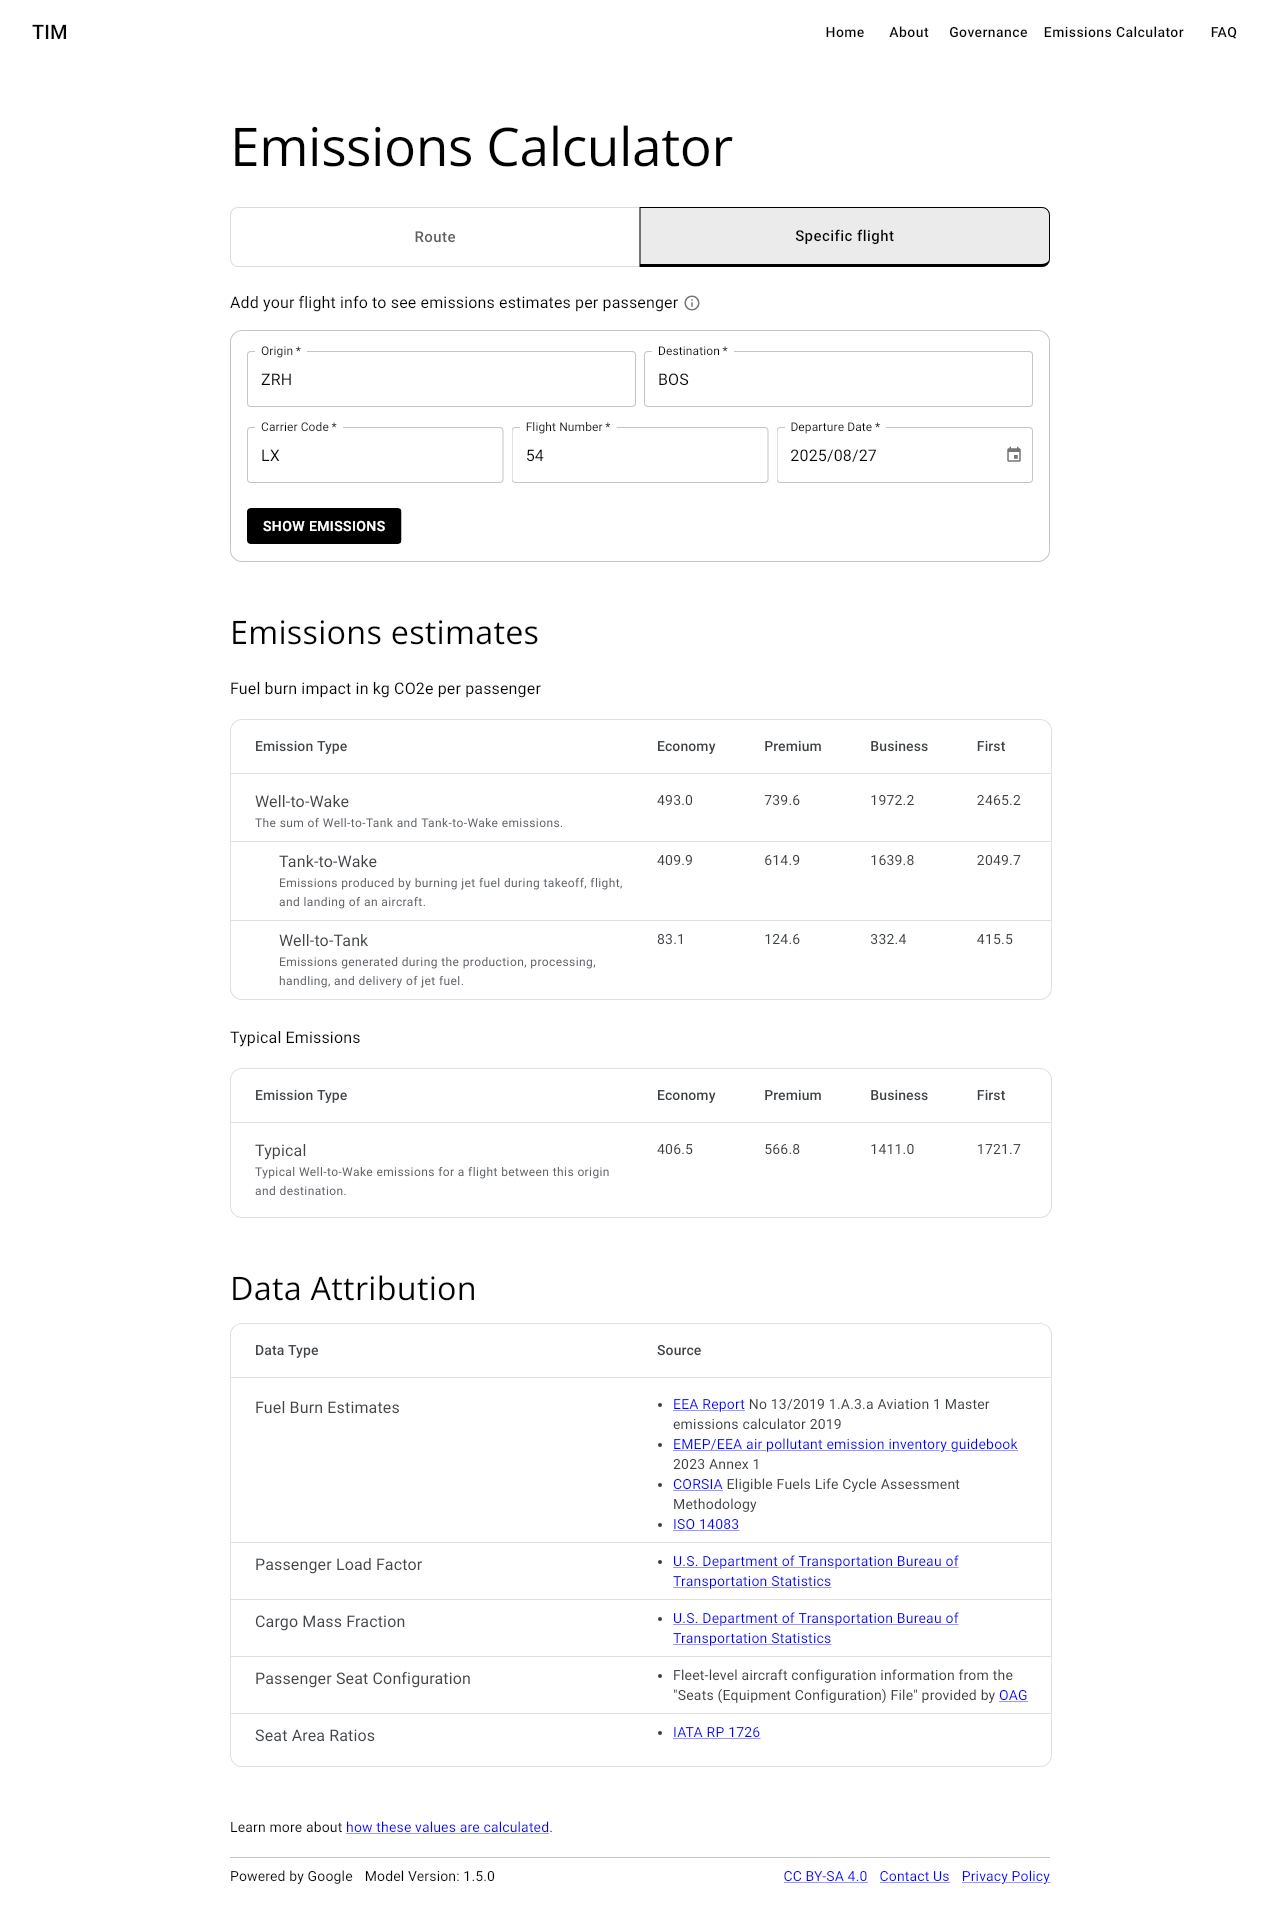 TIM
Home About Governance Emissions Calculator FAQ
Emissions Calculator
Route Specific flight
Add your flight info to see emissions estimates per passenger
Origin * Destination *
ZRH BOS
Carrier Code * Flight Number * Departure Date *
LX 54 2025/08/27
SHOW EMISSIONS
Emissions estimates
Fuel burn impact in kg CO2e per passenger
Emission Type Economy Premium Business First
Well-to-Wake 493.0 739.6 1972.2 2465.2
The sum of Well-to-Tank and Tank-to-Wake emissions.
Tank-to-Wake 409.9 614.9 1639.8 2049.7
Emissions produced by burning jet fuel during takeoff, flight,
and landing of an aircraft.
Well-to-Tank 83.1 124.6 332.4 415.5
Emissions generated during the production, processing,
handling, and delivery of jet fuel.
Typical Emissions
Emission Type Economy Premium Business First
Typical 406.5 566.8 1411.0 1721.7
Typical Well-to-Wake emissions for a flight between this origin
and destination.
Data Attribution
Data Type Source
Fuel Burn Estimates
• EEA Report No 13/2019 1.A.3.a Aviation 1 Master
emissions calculator 2019
• EMEP/EEA air pollutant emission inventory guidebook
2023 Annex 1
• CORSIA Eligible Fuels Life Cycle Assessment
Methodology
• ISO 14083
Passenger Load Factor
• U.S. Department of Transportation Bureau of
Transportation Statistics
Cargo Mass Fraction
• U.S. Department of Transportation Bureau of
Transportation Statistics
Passenger Seat Configuration
• Fleet-level aircraft configuration information from the
"Seats (Equipment Configuration) File" provided by OAG
Seat Area Ratios
• IATA RP 1726
Learn more about how these values are calculated.
Powered by Google Model Version: 1.5.0 CC BY-SA 4.0 Contact Us Privacy Policy